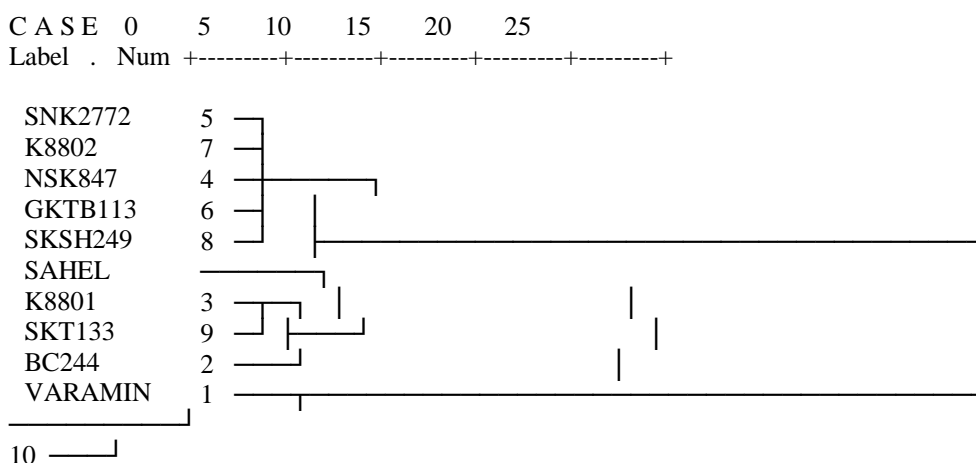 C A S E 0 5 10 15 20 25
Label . Num +---------+---------+---------+---------+---------+
SNK2772 5
K8802 7
NSK847 4
GKTB113 6
SKSH249 8
SAHEL
K8801 3
SKT133 9
BC244 2
VARAMIN 1
10